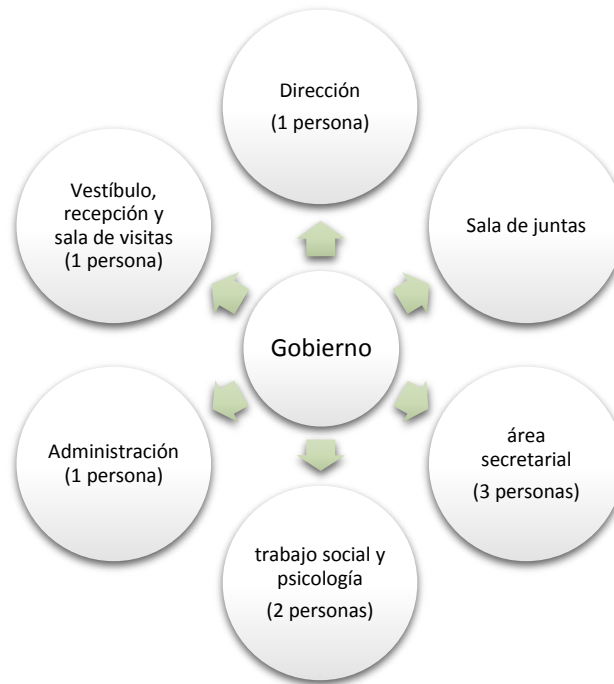 Dirección
(1 persona)
Vestíbulo,
recepción y
sala de visitas
(1 persona)
Sala de juntas
Gobierno
Administración
(1 persona)
área
secretarial
(3 personas)
trabajo social y
psicología
(2 personas)